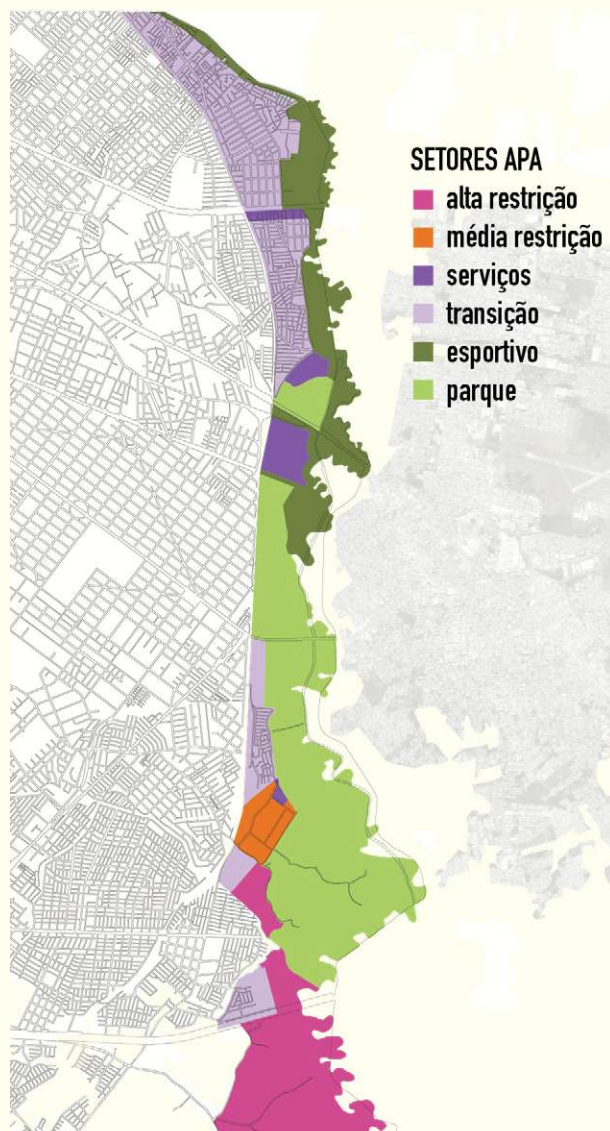 SETORES APA
alta restrição
média restrição
serviços
transição
esportivo
parque